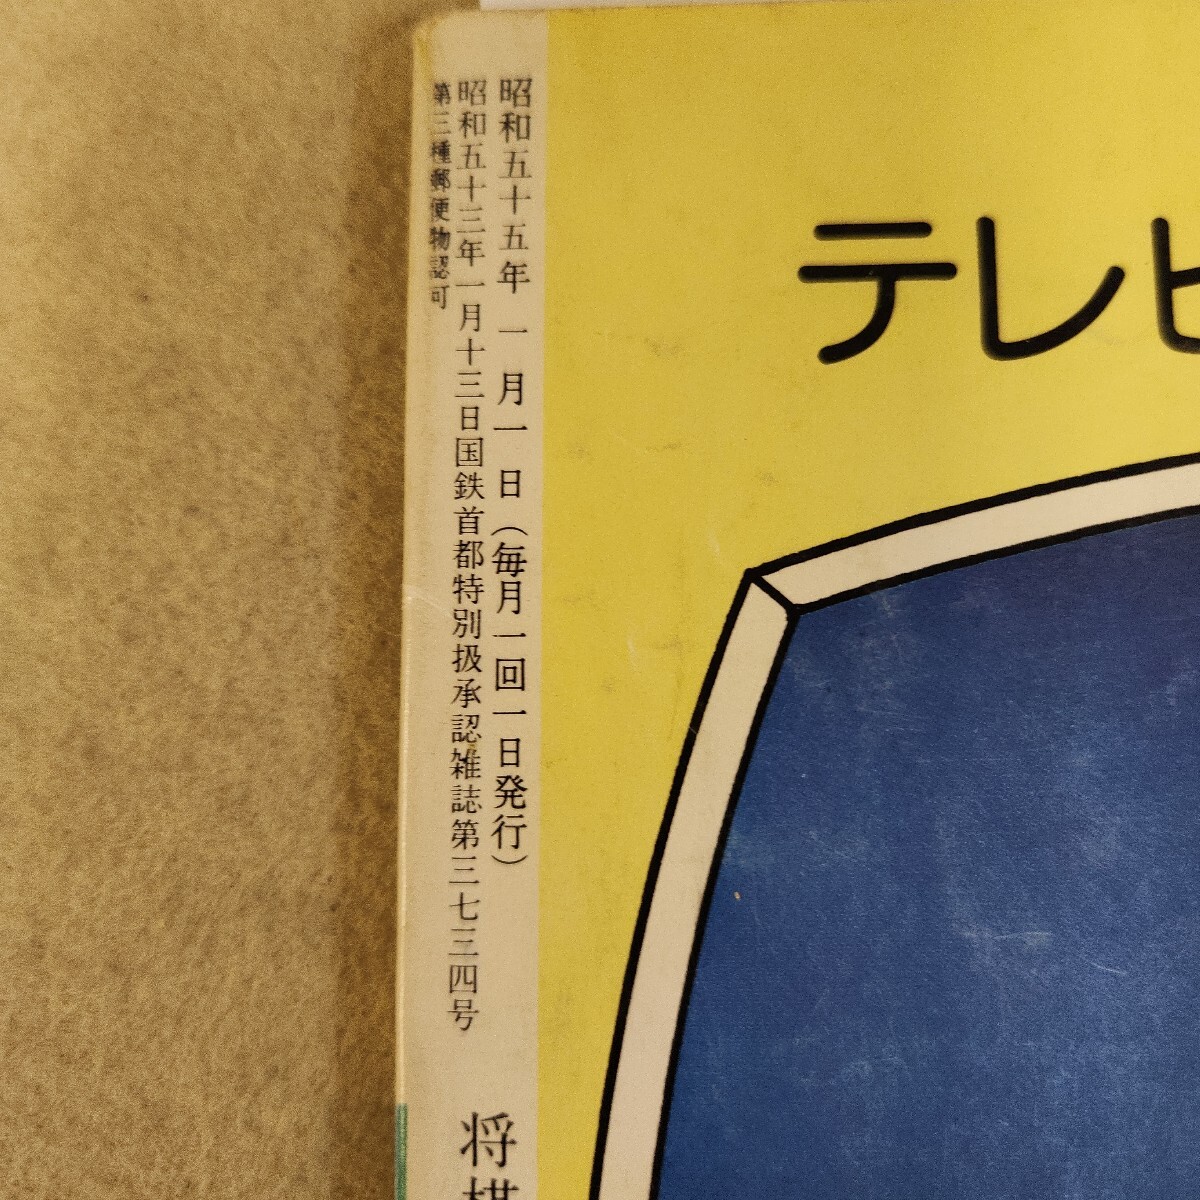 昭和五十五年一月一日(毎月一回一日発行)
昭和五十三年一月十三日国鉄首都特別扱承認雑誌第三七三四号
第三種郵便物認可
将棋
テレビ